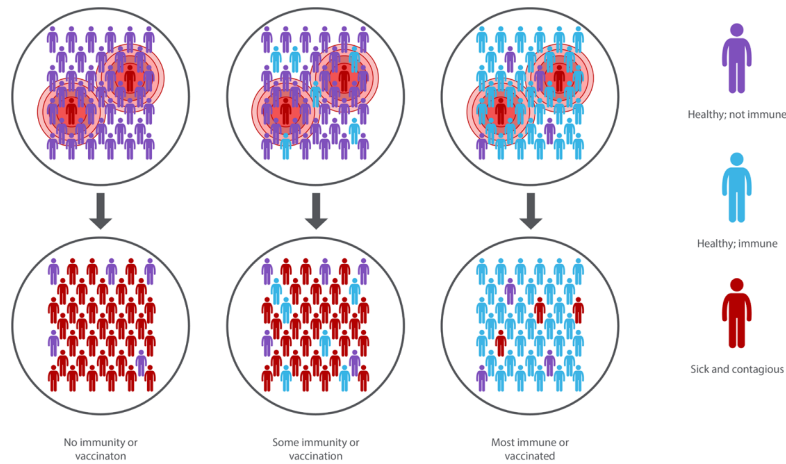 Healthy; not immune
Healthy; immune
Sick and contagious
No immunity or
vaccinaton
Some immunity or
vaccination
Most immune or
vaccinated